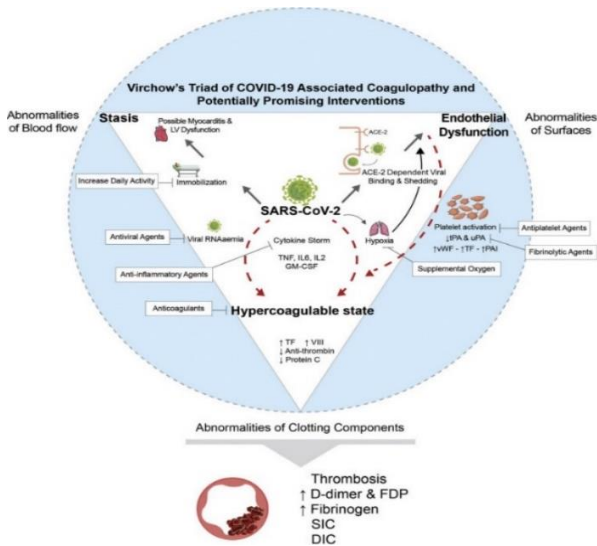 Virchow's Triad of COVID-19 Associated Coagulopathy and
Potentially Promising Interventions
Abnormalities
of Blood flow
Stasis
Possible Myocarditis &
LV Dysfunction
ACE-2
Endothelial
Dysfunction
Abnormalities
of Surfaces
Increase Daily Activity
Immobilization
ACE-2 Dependent Viral
Binding & Shedding
SARS-CoV-2
Antiviral Agents
Viral RNAaemia
Cytokine Storm
TNF, IL6, IL2
GM-CSF
Hypoxia
Platelet activation
↓tPA & uPA
↑vWF - ↑TF - ↑PAI
Antiplatelet Agents
Fibrinolytic Agents
Anti-inflammatory Agents
Supplemental Oxygen
Anticoagulants
Hypercoagulable state
↑ TF ↑ VIII
↓ Anti-thrombin
↓ Protein C
Abnormalities of Clotting Components
Thrombosis
↑ D-dimer & FDP
↑ Fibrinogen
SIC
DIC